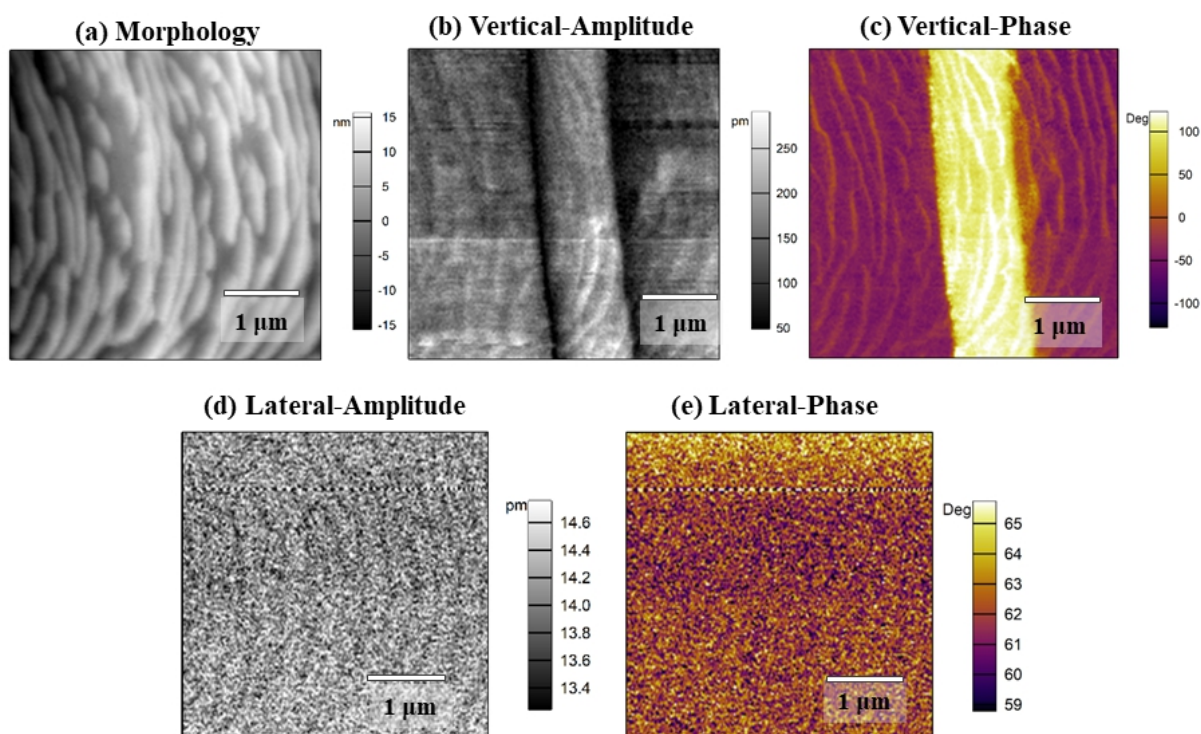 (a) Morphology
nm
15
10
5
0
-5
-10
-15
1 µm
(b) Vertical-Amplitude
pm
250
200
150
100
50
1 µm
(c) Vertical-Phase
Deg
100
50
0
-50
-100
1 µm
(d) Lateral-Amplitude
pm
14.6
14.4
14.2
14.0
13.8
13.6
13.4
1 µm
(e) Lateral-Phase
Deg
65
64
63
62
61
60
59
1 µm